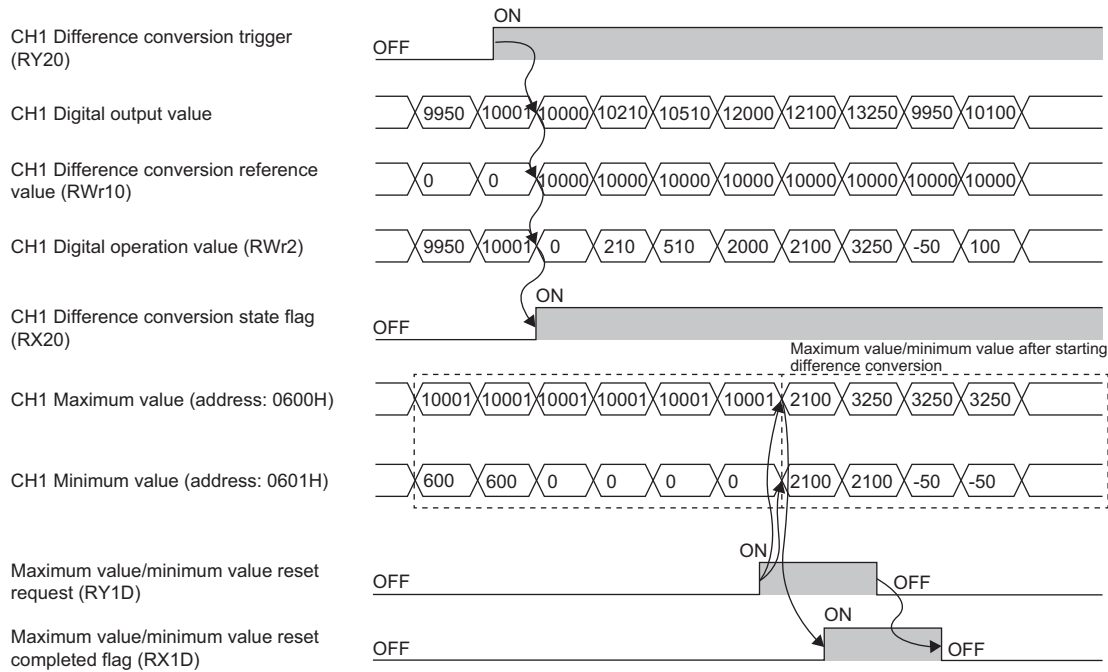 ON
CH1 Difference conversion trigger
(RY20)
OFF
CH1 Digital output value
9950 10001 10000 10210 10510 12000 12100 13250 9950 10100
CH1 Difference conversion reference
value (RWr10)
0 0 10000 10000 10000 10000 10000 10000 10000 10000
CH1 Digital operation value (RWr2)
9950 10001 0 210 510 2000 2100 3250 -50 100
ON
CH1 Difference conversion state flag
(RX20)
OFF
Maximum value/minimum value after starting
difference conversion
CH1 Maximum value (address: 0600H)
10001 10001 10001 10001 10001 10001 2100 3250 3250 3250
CH1 Minimum value (address: 0601H)
600 600 0 0 0 0 2100 2100 -50 -50
ON
Maximum value/minimum value reset
request (RY1D)
OFF
OFF
ON
Maximum value/minimum value reset
completed flag (RX1D)
OFF
OFF